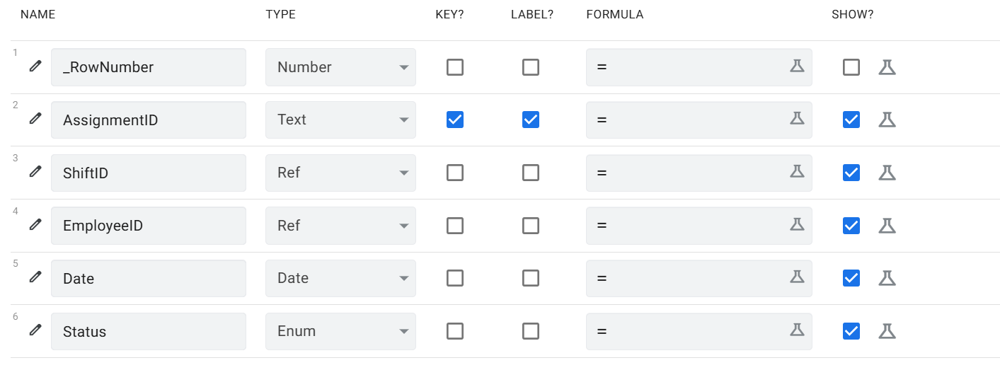 NAME TYPE KEY? LABEL? FORMULA SHOW?
1 _RowNumber Number =
2 AssignmentID Text =
3 ShiftID Ref =
4 EmployeeID Ref =
5 Date Date =
6 Status Enum =